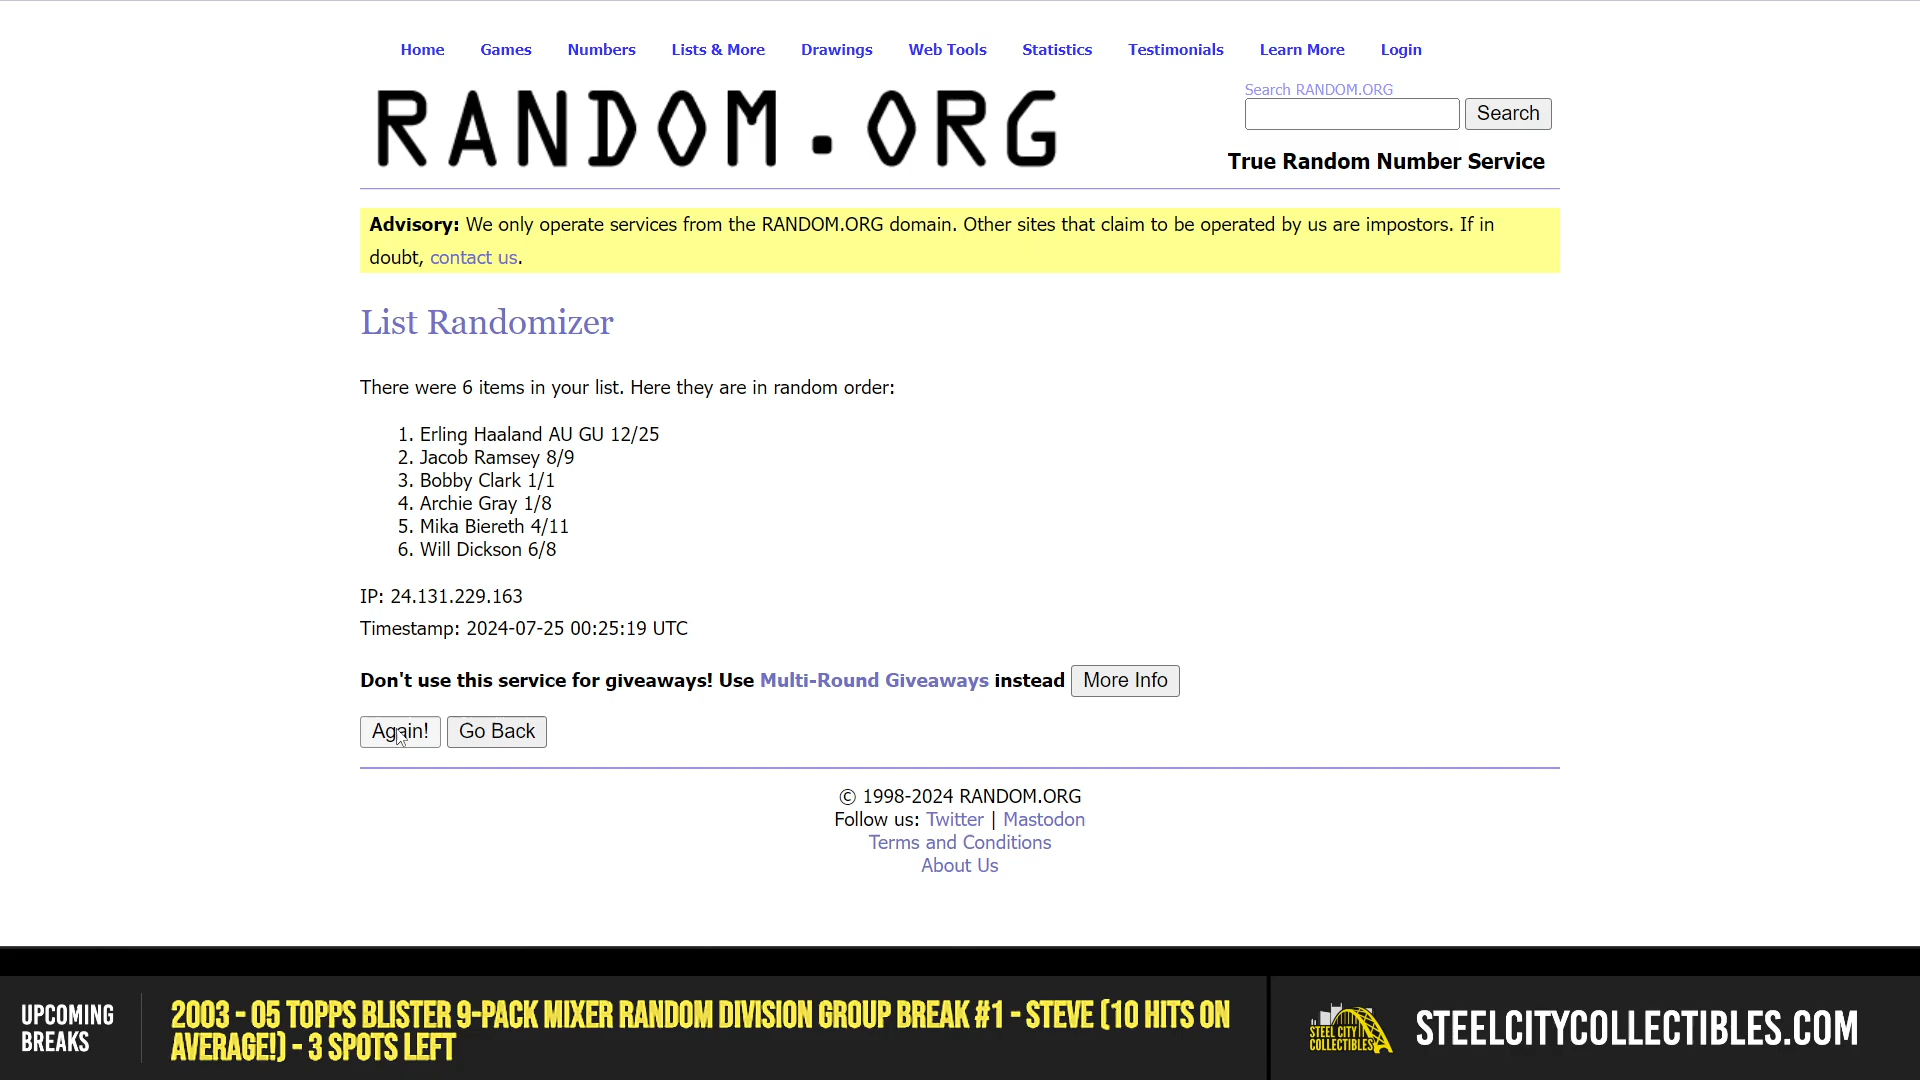 Home Games Numbers Lists & More Drawings Web Tools Statistics Testimonials Learn More Login
RANDOM.ORG
Search RANDOM.ORG
Search
True Random Number Service
Advisory: We only operate services from the RANDOM.ORG domain. Other sites that claim to be operated by us are impostors. If in
doubt, contact us.
List Randomizer
There were 6 items in your list. Here they are in random order:
1. Erling Haaland AU GU 12/25
2. Jacob Ramsey 8/9
3. Bobby Clark 1/1
4. Archie Gray 1/8
5. Mika Biereth 4/11
6. Will Dickson 6/8
IP: 24.131.229.163
Timestamp: 2024-07-25 00:25:19 UTC
Don't use this service for giveaways! Use Multi-Round Giveaways instead More Info
Again! Go Back
© 1998-2024 RANDOM.ORG
Follow us: Twitter | Mastodon
Terms and Conditions
About Us
UPCOMING
BREAKS
2003 - 05 TOPPS BLISTER 9-PACK MIXER RANDOM DIVISION GROUP BREAK #1 - STEVE (10 HITS ON
AVERAGE!) - 3 SPOTS LEFT
STEEL CITY
COLLECTIBLES
STEELCITYCOLLECTIBLES.COM